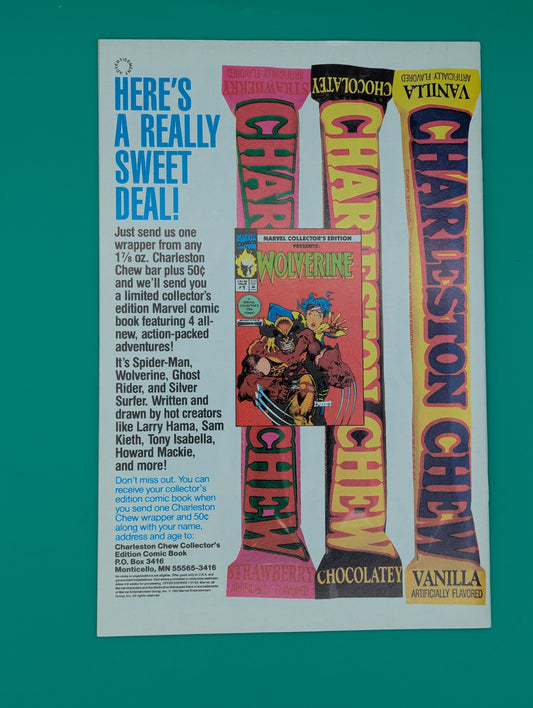 ADVERTISEMENT
HERE'S
A REALLY
SWEET
DEAL!
Just send us one
wrapper from any
1⅞ oz. Charleston
Chew bar plus 50¢
and we'll send you
a limited collector's
edition Marvel comic
book featuring 4 all-
new, action-packed
adventures!
It's Spider-Man,
Wolverine, Ghost
Rider, and Silver
Surfer. Written and
drawn by hot creators
like Larry Hama, Sam
Kieth, Tony Isabella,
Howard Mackie,
and more!
Don't miss out. You can
receive your collector's
edition comic book when
you send one Charleston
Chew wrapper and 50¢
along with your name,
address and age to:
Charleston Chew Collector's
Edition Comic Book
P.O. Box 3416
Monticello, MN 55565-3416
STRAWBERRY
ARTIFICIALLY FLAVORED
CHARLESTON CHEW
STRAWBERRY
CHOCOLATEY
CHARLESTON CHEW
CHOCOLATEY
VANILLA
ARTIFICIALLY FLAVORED
CHARLESTON CHEW
VANILLA
ARTIFICIALLY FLAVORED
MARVEL COLLECTOR'S EDITION
PRESENTS:
WOLVERINE
#1